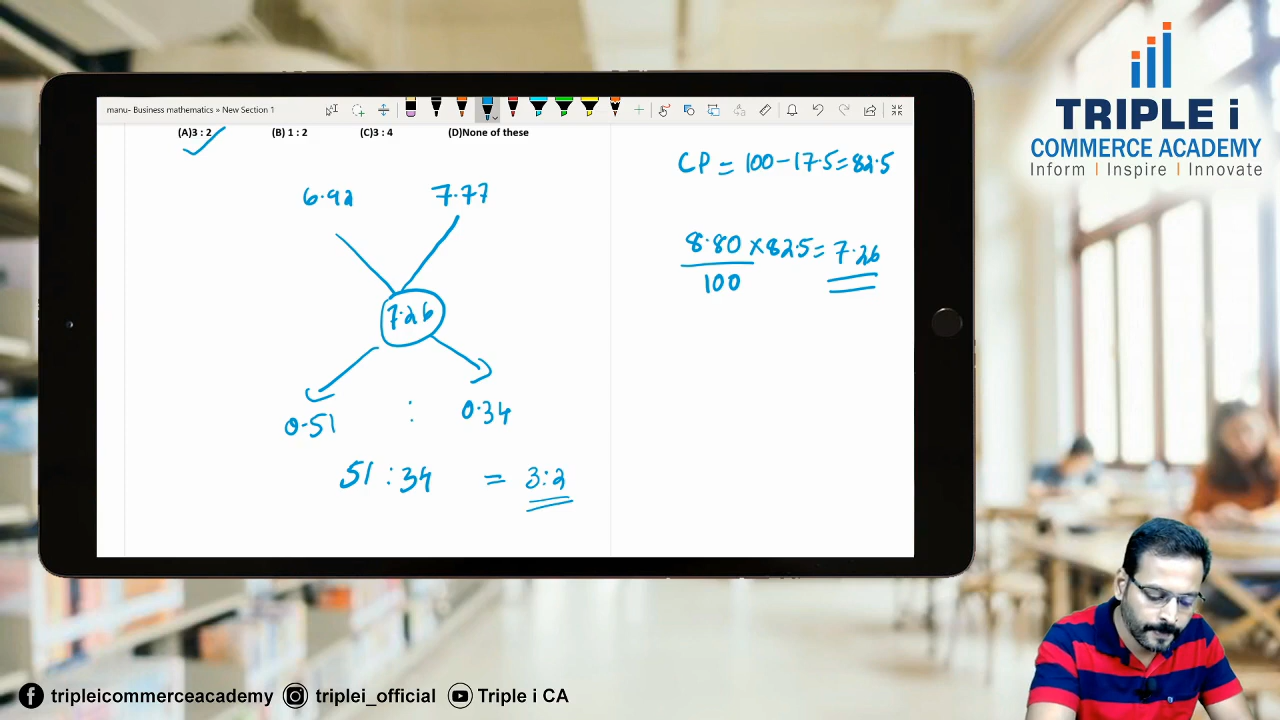 manu- Business mathematics » New Section 1
(A)3 : 2 (B) 1 : 2 (C)3 : 4 (D)None of these
6.92 7.77
7.26
0.51 : 0.34
51 : 34 = 3:2
CP = 100 - 17.5 = 82.5
8.80 × 82.5 = 7.26
100
TRIPLE i
COMMERCE ACADEMY
Inform | Inspire | Innovate
tripleicommerceacademy triplei_official Triple i CA